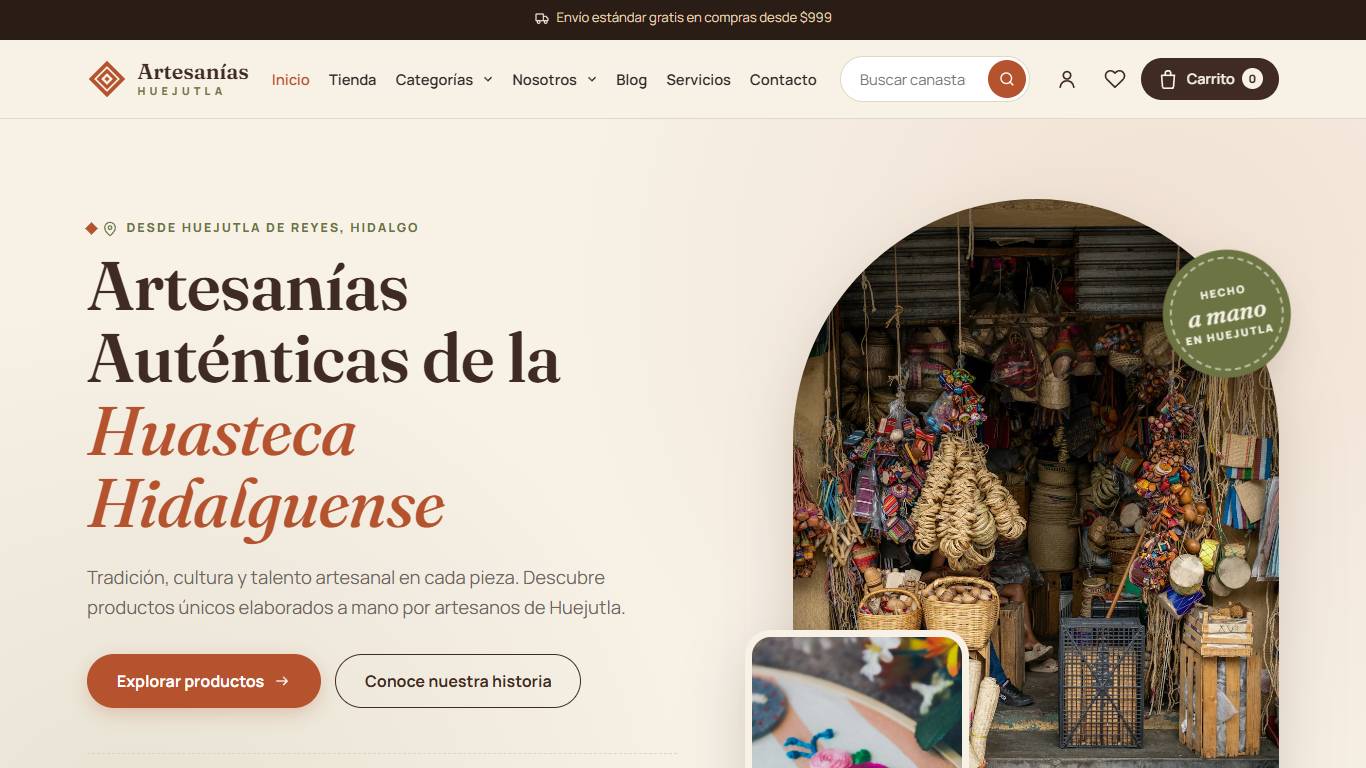 Envío estándar gratis en compras desde $999
Artesanías
HUEJUTLA
Inicio
Tienda
Categorías
Nosotros
Blog
Servicios
Contacto
Buscar canasta
Carrito 0
DESDE HUEJUTLA DE REYES, HIDALGO
Artesanías
Auténticas de la
Huasteca
Hidalguense
Tradición, cultura y talento artesanal en cada pieza. Descubre
productos únicos elaborados a mano por artesanos de Huejutla.
Explorar productos
Conoce nuestra historia
HECHO
a mano
EN HUEJUTLA